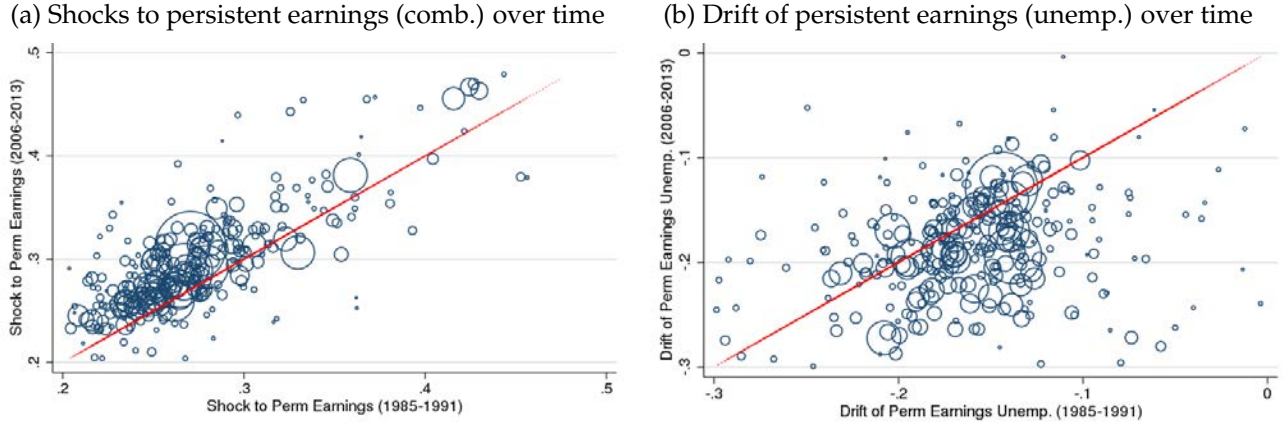 (a) Shocks to persistent earnings (comb.) over time
Shock to Perm Earnings (2006-2013)
.5
.4
.3
.2
.2 .3 .4 .5
Shock to Perm Earnings (1985-1991)
(b) Drift of persistent earnings (unemp.) over time
Drift of Perm Earnings Unemp. (2006-2013)
0
-.1
-.2
-.3
-.3 -.2 -.1 0
Drift of Perm Earnings Unemp. (1985-1991)